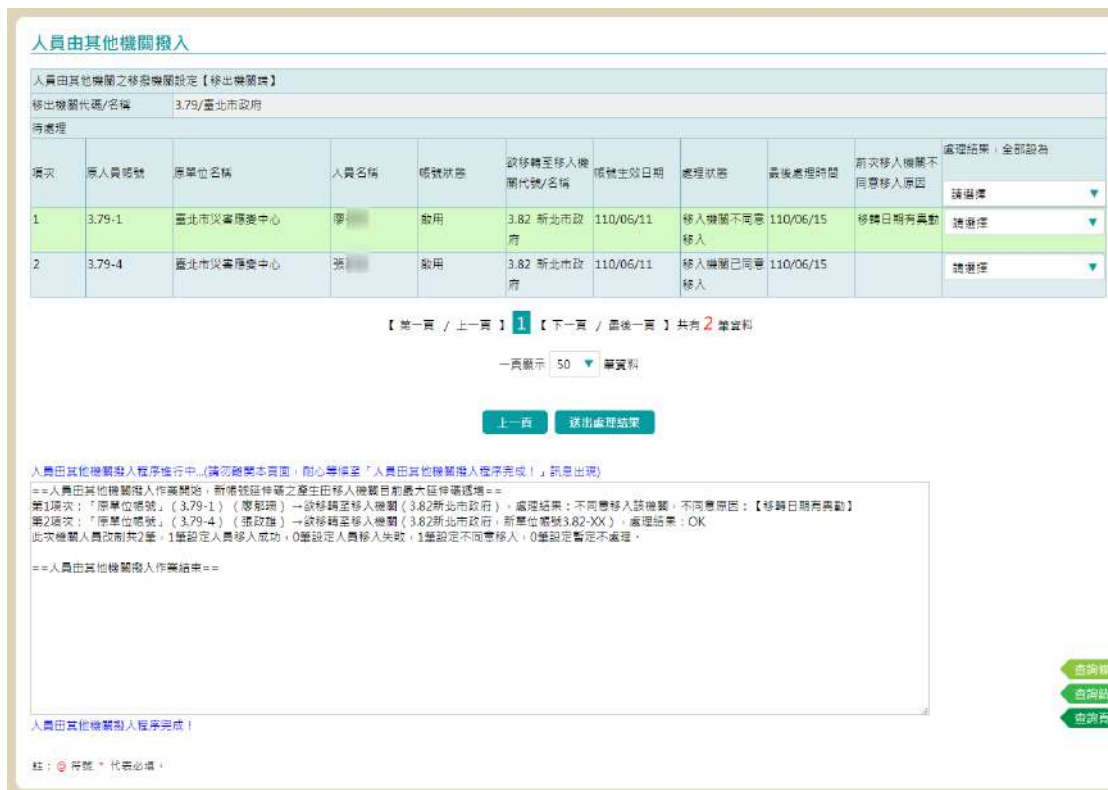 人員由其他機關撥入
人員由其他機關之移撥機關設定【移出機關端】
移出機關代碼/名稱 3.79/臺北市政府
待處理
項次 原人員帳號 原單位名稱 人員名稱 帳號狀態 欲移轉至移入機關代號/名稱 帳號生效日期 處理狀態 最後處理時間 前次移入機關不同意移入原因 處理結果，全部設為
請選擇
1 3.79-1 臺北市災害應變中心 廖 啟用 3.82 新北市政府 110/06/11 移入機關不同意移入 110/06/15 移轉日期有異動 請選擇
2 3.79-4 臺北市災害應變中心 張 啟用 3.82 新北市政府 110/06/11 移入機關已同意移入 110/06/15 請選擇
【 第一頁 / 上一頁 】 1 【 下一頁 / 最後一頁 】 共有 2 筆資料
一頁顯示 50 筆資料
上一頁 送出處理結果
人員由其他機關撥入程序進行中...(請勿離開本頁面，耐心等候至「人員由其他機關撥入程序完成！」訊息出現)
==人員由其他機關撥入作業開始，新帳號延伸碼之產生由移入機關目前最大延伸碼遞增==
第1項次：「原單位帳號」(3.79-1)（廖郁珊）→欲移轉至移入機關（3.82新北市政府），處理結果：不同意移入該機關，不同意原因：【移轉日期有異動】
第2項次：「原單位帳號」(3.79-4)（張政雄）→欲移轉至移入機關（3.82新北市政府，新單位帳號3.82-XX），處理結果：OK
此次機關人員改制共2筆，1筆設定人員移入成功，0筆設定人員移入失敗，1筆設定不同意移入，0筆設定暫定不處理。
==人員由其他機關撥入作業結束==
人員由其他機關撥入程序完成！
查詢
查詢
查詢頁
註：@ 符號 * 代表必填。